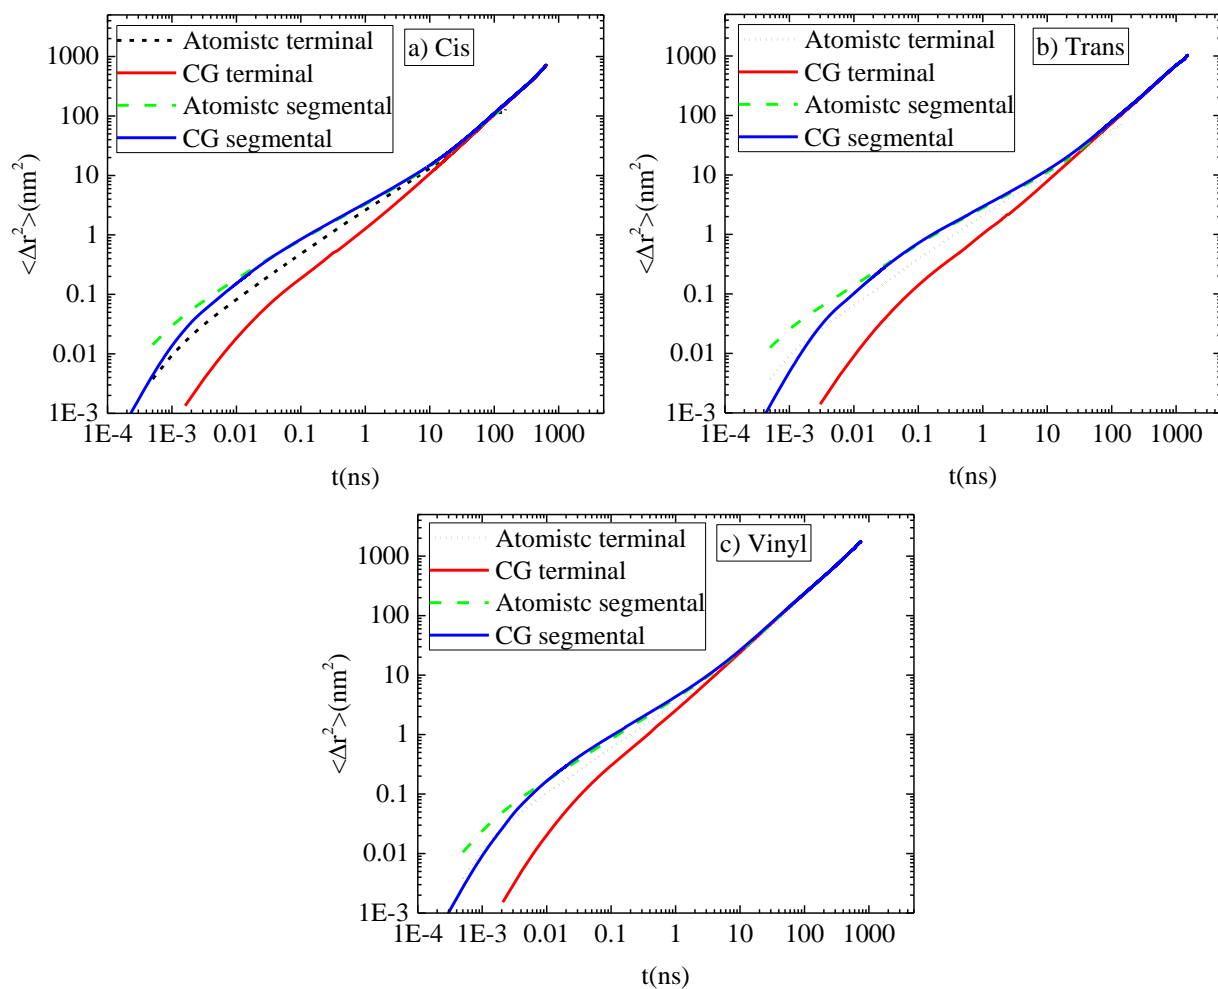 Atomistc terminal
CG terminal
Atomistc segmental
CG segmental
a) Cis
1000
100
10
1
0.1
0.01
1E-3
<Δr²>(nm²)
1E-4 1E-3 0.01 0.1 1 10 100 1000
t(ns)
Atomistc terminal
CG terminal
Atomistc segmental
CG segmental
b) Trans
1000
100
10
1
0.1
0.01
1E-3
<Δr²>(nm²)
1E-4 1E-3 0.01 0.1 1 10 100 1000
t(ns)
Atomistc terminal
CG terminal
Atomistc segmental
CG segmental
c) Vinyl
1000
100
10
1
0.1
0.01
1E-3
<Δr²>(nm²)
1E-4 1E-3 0.01 0.1 1 10 100 1000
t(ns)